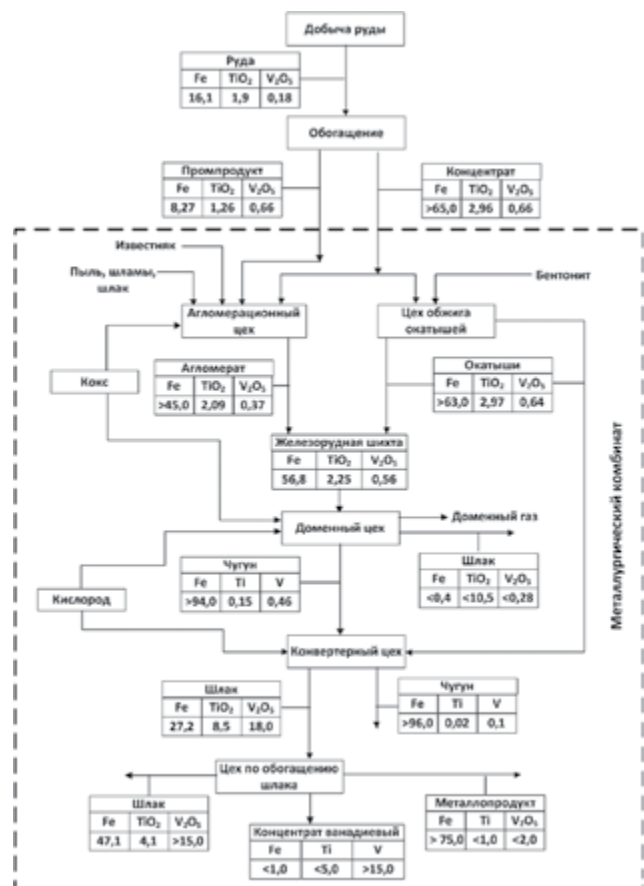 Добыча руды
Руда
Fe TiO₂ V₂O₅
16,1 1,9 0,18
Обогащение
Промпродукт
Fe TiO₂ V₂O₅
8,27 1,26 0,66
Концентрат
Fe TiO₂ V₂O₅
>65,0 2,96 0,66
Известняк
Пыль, шламы,
шлак
Бентонит
Агломерационный
цех
Цех обжига
окатышей
Кокс
Агломерат
Fe TiO₂ V₂O₅
>45,0 2,09 0,37
Окатыши
Fe TiO₂ V₂O₅
>63,0 2,97 0,64
Железорудная шихта
Fe TiO₂ V₂O₅
56,8 2,25 0,56
Металлургический комбинат
Доменный цех
Доменный газ
Чугун
Fe Ti V
>94,0 0,15 0,46
Шлак
Fe TiO₂ V₂O₅
<0,4 <10,5 <0,28
Кислород
Конвертерный цех
Шлак
Fe TiO₂ V₂O₅
27,2 8,5 18,0
Чугун
Fe Ti V
>96,0 0,02 0,1
Цех по обогащению
шлака
Шлак
Fe TiO₂ V₂O₅
47,1 4,1 >15,0
Металлопродукт
Fe Ti V₂O₅
> 75,0 <1,0 <2,0
Концентрат ванадиевый
Fe Ti V
<1,0 <5,0 >15,0